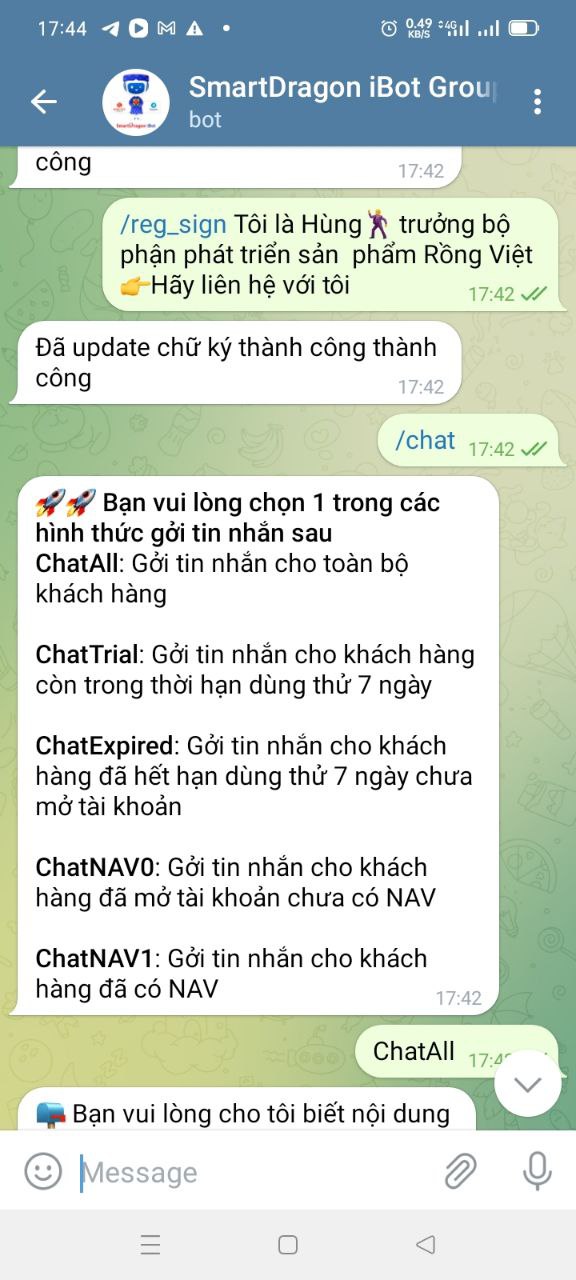 17:44
0.49 KB/S
4G
SmartDragon iBot Grou
bot
công
17:42
/reg_sign Tôi là Hùng🕺 trưởng bộ
phận phát triển sản phẩm Rồng Việt
👉Hãy liên hệ với tôi
17:42
Đã update chữ ký thành công thành
công
17:42
/chat
17:42
🚀🚀 Bạn vui lòng chọn 1 trong các
hình thức gởi tin nhắn sau
ChatAll: Gởi tin nhắn cho toàn bộ
khách hàng
ChatTrial: Gởi tin nhắn cho khách hàng
còn trong thời hạn dùng thử 7 ngày
ChatExpired: Gởi tin nhắn cho khách
hàng đã hết hạn dùng thử 7 ngày chưa
mở tài khoản
ChatNAV0: Gởi tin nhắn cho khách
hàng đã mở tài khoản chưa có NAV
ChatNAV1: Gởi tin nhắn cho khách
hàng đã có NAV
17:42
ChatAll
📪 Bạn vui lòng cho tôi biết nội dung
Message